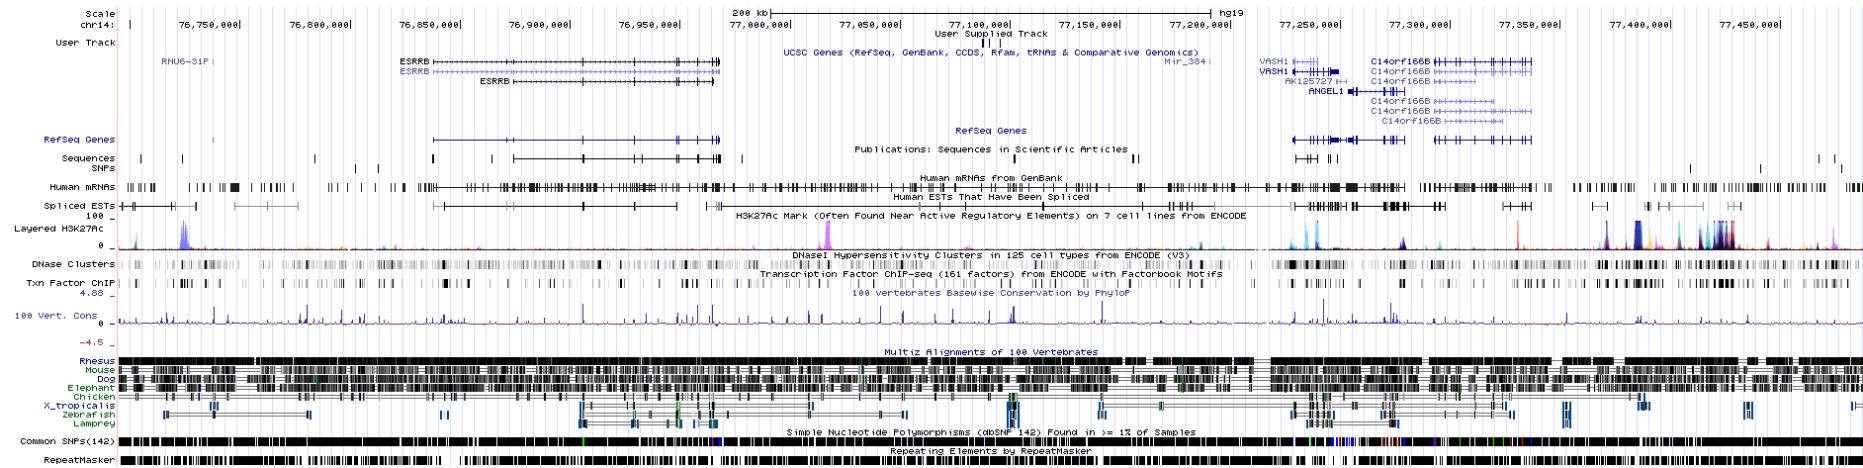 Scale 200 kb hg19
chr14: 76,750,000 76,800,000 76,850,000 76,900,000 76,950,000 77,000,000 77,050,000 77,100,000 77,150,000 77,200,000 77,250,000 77,300,000 77,350,000 77,400,000 77,450,000
User Supplied Track
User Track
UCSC Genes (RefSeq, GenBank, CCDS, Rfam, tRNAs & Comparative Genomics)
RNU6-31P ESRRB Mir_384 VASH1 C14orf166B
ESRRB VASH1 C14orf166B
ESRRB AK125727 C14orf166B
ANGEL1
C14orf166B
C14orf166B
C14orf166B
RefSeq Genes
RefSeq Genes
Publications: Sequences in Scientific Articles
Sequences
SNPs
Human mRNAs from GenBank
Human mRNAs
Human ESTs That Have Been Spliced
Spliced ESTs
H3K27Ac Mark (Often Found Near Active Regulatory Elements) on 7 cell lines from ENCODE
100 _
Layered H3K27Ac
0 _
DNaseI Hypersensitivity Clusters in 125 cell types from ENCODE (V3)
DNase Clusters
Transcription Factor ChIP-seq (161 factors) from ENCODE with Factorbook Motifs
Txn Factor ChIP
100 vertebrates Basewise Conservation by PhyloP
4.88 _
100 Vert. Cons
0 _
-4.5 _
Multiz Alignments of 100 Vertebrates
Rhesus
Mouse
Dog
Elephant
Chicken
X_tropicalis
Zebrafish
Lamprey
Simple Nucleotide Polymorphisms (dbSNP 142) Found in >= 1% of Samples
Common SNPs(142)
Repeating Elements by RepeatMasker
RepeatMasker